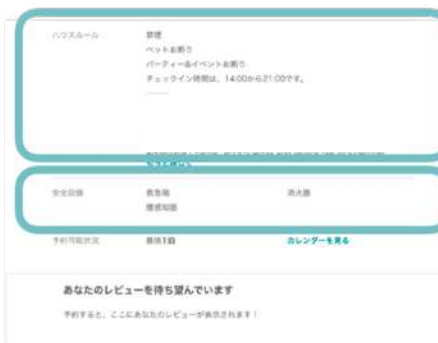 ハウスルール 禁煙
ペットお断り
パーティー&イベントお断り
チェックイン時間は、14:00から21:00です。
安全設備 救急箱 消火器
煙感知器
予約可能状況 最低1泊 カレンダーを見る
あなたのレビューを待ち望んでいます
予約すると、ここにあなたのレビューが表示されます！